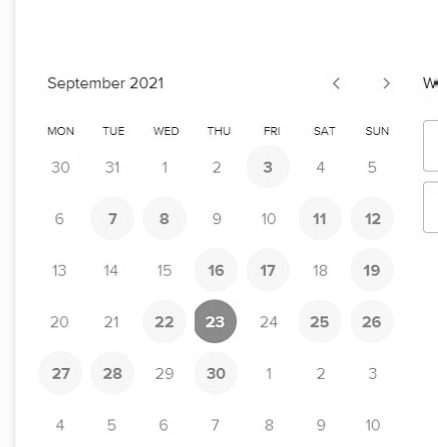 September 2021 < > W
MON TUE WED THU FRI SAT SUN
30 31 1 2 3 4 5
6 7 8 9 10 11 12
13 14 15 16 17 18 19
20 21 22 23 24 25 26
27 28 29 30 1 2 3
4 5 6 7 8 9 10